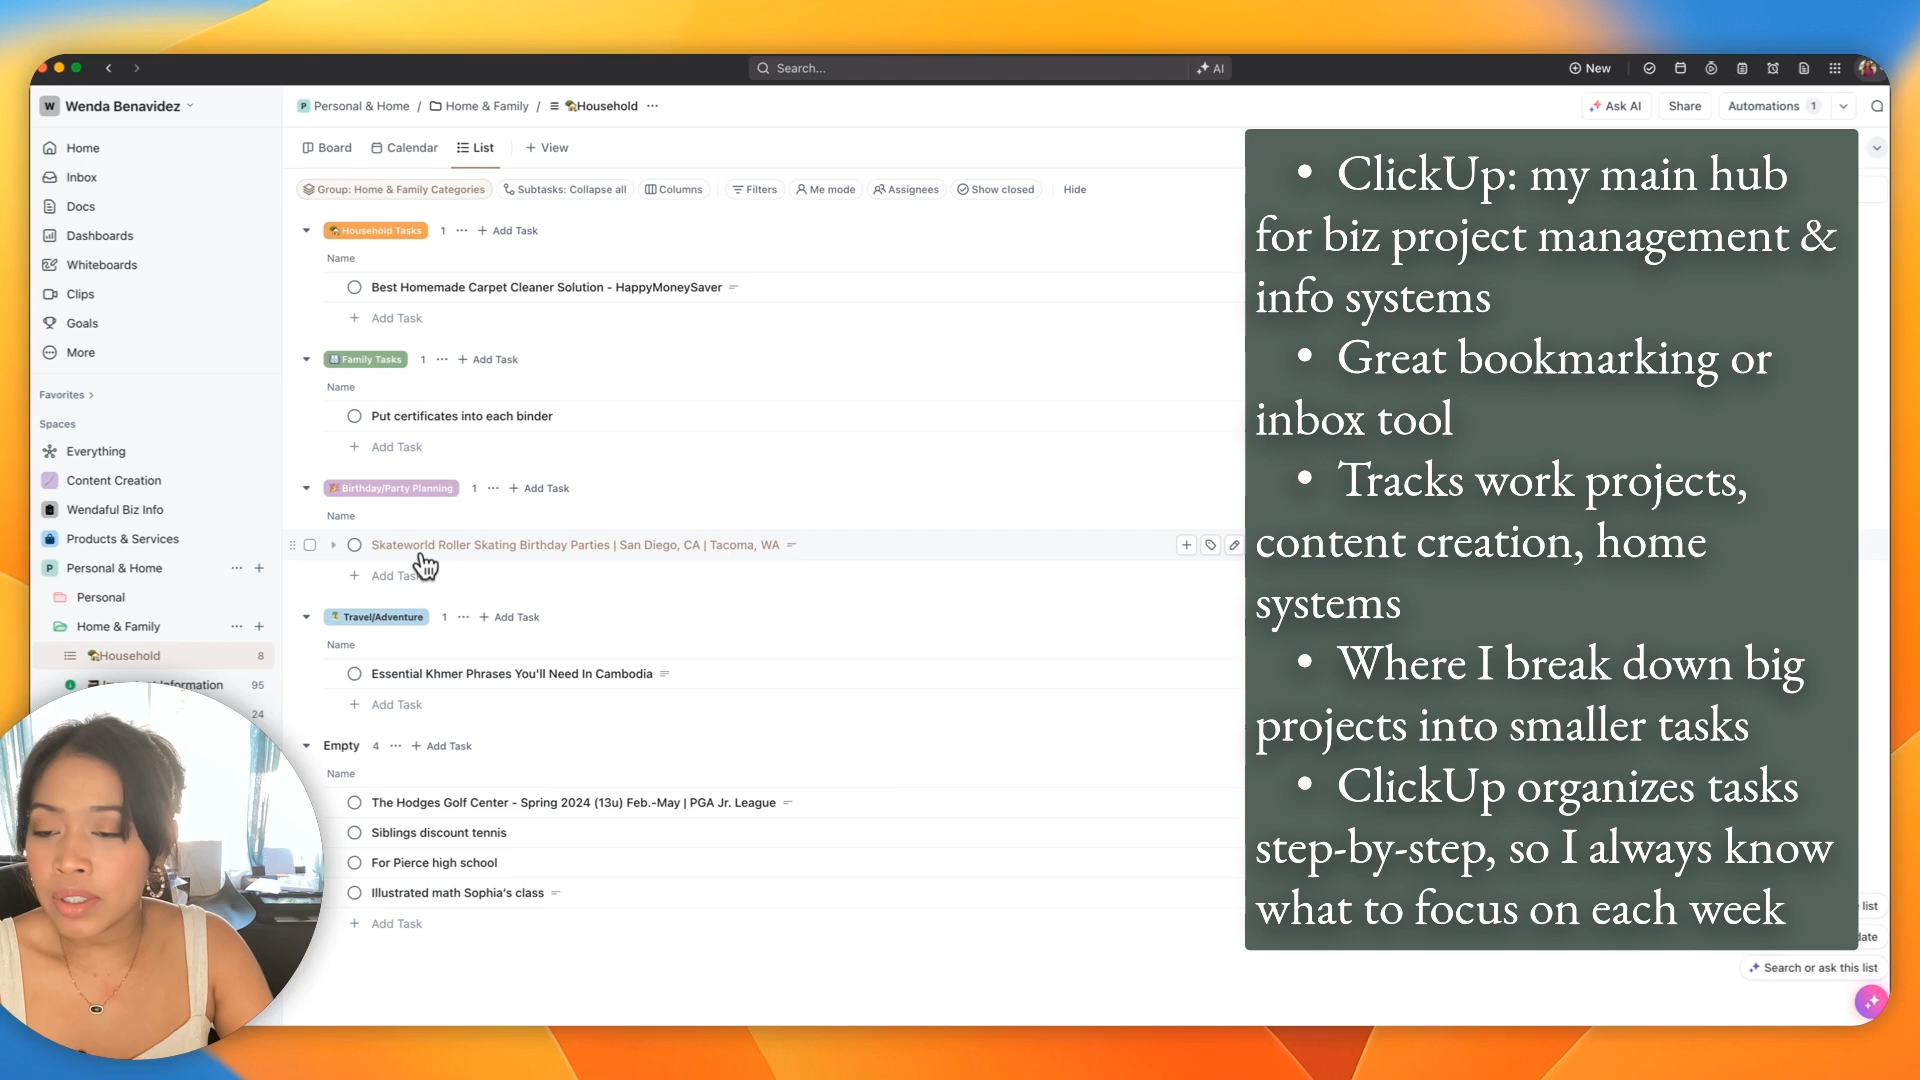 Search...
AI
New
W Wenda Benavidez
P Personal & Home / Home & Family / 🏡Household ...
Ask AI
Share
Automations 1
Home
Inbox
Docs
Dashboards
Whiteboards
Clips
Goals
More
Favorites >
Spaces
Everything
Content Creation
Wendaful Biz Info
Products & Services
P Personal & Home ... +
Personal
Home & Family ... +
🏡Household 8
Information 95
24
Board
Calendar
List
+ View
Group: Home & Family Categories
Subtasks: Collapse all
Columns
Filters
Me mode
Assignees
Show closed
Hide
🏡Household Tasks 1 ... + Add Task
Name
Best Homemade Carpet Cleaner Solution - HappyMoneySaver
+ Add Task
Family Tasks 1 ... + Add Task
Name
Put certificates into each binder
+ Add Task
🎉Birthday/Party Planning 1 ... + Add Task
Name
Skateworld Roller Skating Birthday Parties | San Diego, CA | Tacoma, WA
+ Add Task
🏝Travel/Adventure 1 ... + Add Task
Name
Essential Khmer Phrases You'll Need In Cambodia
+ Add Task
Empty 4 ... + Add Task
Name
The Hodges Golf Center - Spring 2024 (13u) Feb.-May | PGA Jr. League
Siblings discount tennis
For Pierce high school
Illustrated math Sophia's class
+ Add Task
• ClickUp: my main hub
for biz project management &
info systems
• Great bookmarking or
inbox tool
• Tracks work projects,
content creation, home
systems
• Where I break down big
projects into smaller tasks
• ClickUp organizes tasks
step-by-step, so I always know
what to focus on each week
list
date
Search or ask this list